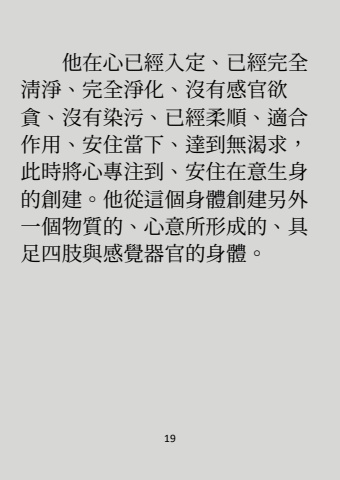 他在心已經入定、已經完全
清淨、完全淨化、沒有感官欲
貪、沒有染污、已經柔順、適合
作用、安住當下、達到無渴求，
此時將心專注到、安住在意生身
的創建。他從這個身體創建另外
一個物質的、心意所形成的、具
足四肢與感覺器官的身體。
19